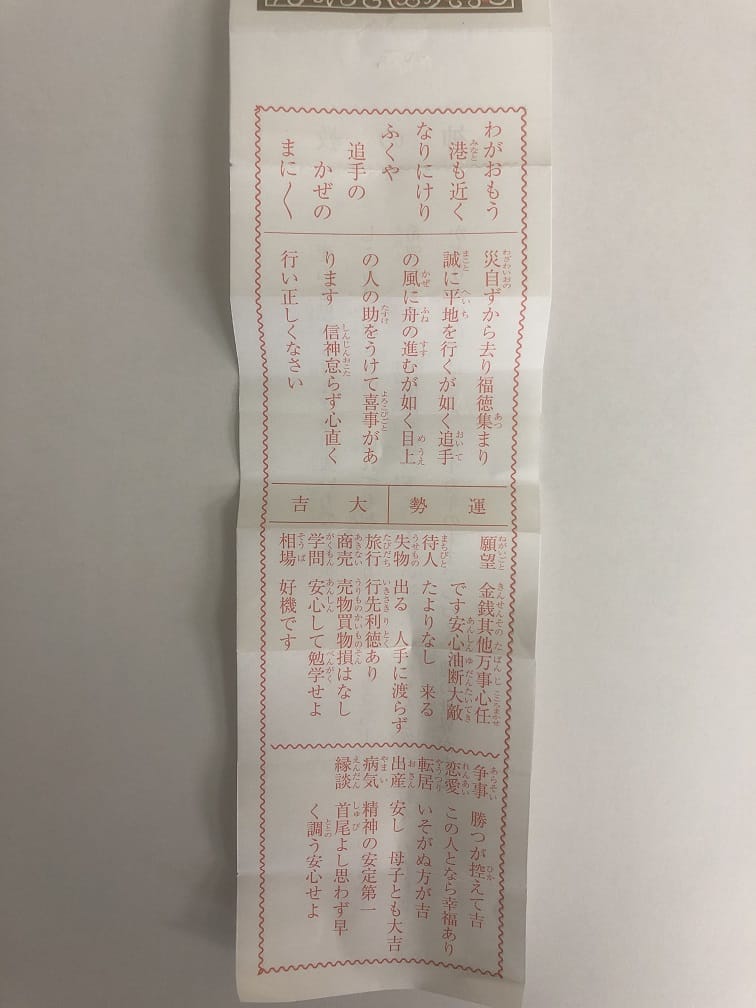 わがおもう
港も近く
なりにけり
ふくや
追手の
かぜの
まに〱
災自ずから去り福徳集まり
誠に平地を行くが如く追手
の風に舟の進むが如く目上
の人の助をうけて喜事があ
ります　信神怠らず心直く
行い正しくなさい
運勢　大吉
願望　金銭其他万事心任
です安心油断大敵
待人　たよりなし　来る
失物　出る　人手に渡らず
旅行　行先利徳あり
商売　売物買物損はなし
学問　安心して勉学せよ
相場　好機です
争事　勝つが控えて吉
恋愛　この人となら幸福あり
転居　いそがぬ方が吉
出産　安し　母子とも大吉
病気　精神の安定第一
縁談　首尾よし思わず早
く調う安心せよ